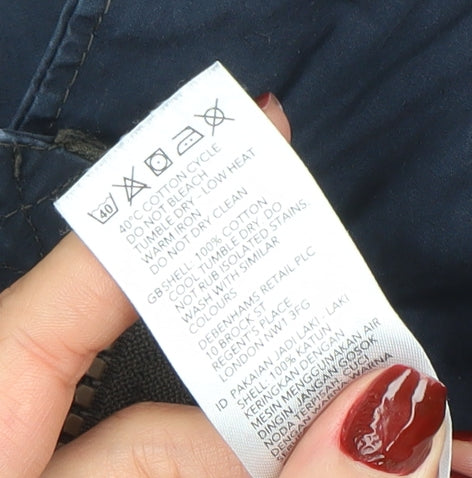 40
40°C COTTON CYCLE
DO NOT BLEACH
TUMBLE DRY - LOW HEAT
WARM IRON
DO NOT DRY CLEAN
GB SHELL: 100% COTTON
COOL TUMBLE DRY DO
NOT RUB ISOLATED STAINS.
WASH WITH SIMILAR
COLOURS
DEBENHAMS RETAIL PLC
10 BROCK ST
REGENTS PLACE
LONDON NW1 3FG
ID PAKAIAN JADI LAKI - LAKI
SHELL: 100% KATUN
KERINGKAN DENGAN
MESIN MENGGUNAKAN AIR
DINGIN, JANGAN GOSOK
NODA TERPISAH CUCI
DENGAN WARNA